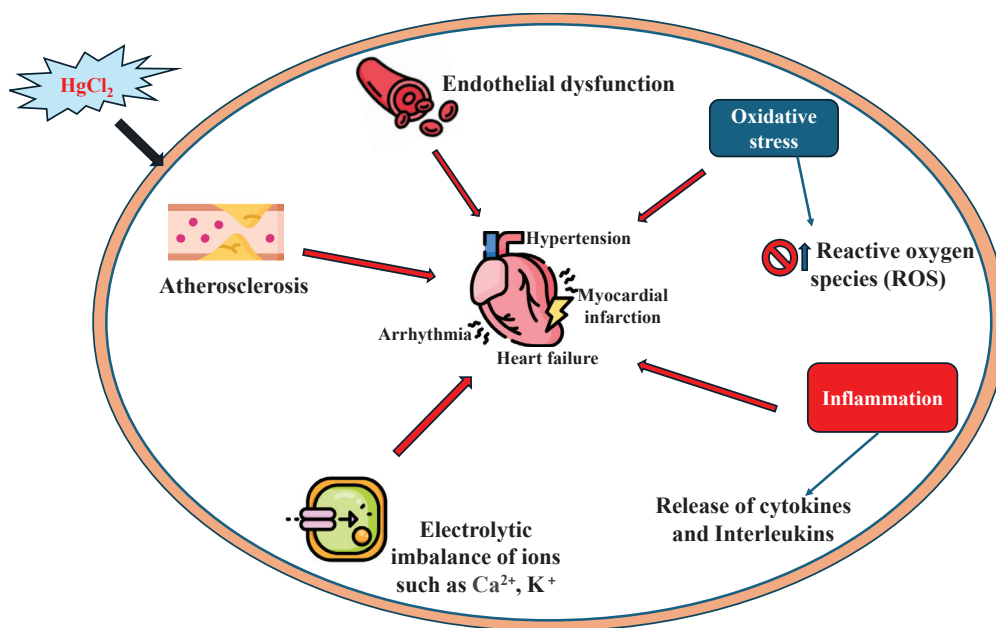 HgCl₂
Endothelial dysfunction
Oxidative
stress
Reactive oxygen
species (ROS)
Atherosclerosis
Hypertension
Myocardial
infarction
Arrhythmia
Heart failure
Inflammation
Release of cytokines
and Interleukins
Electrolytic
imbalance of ions
such as Ca²⁺, K⁺